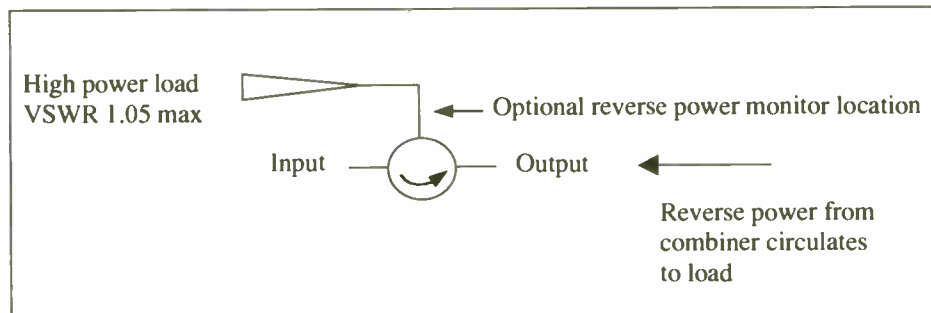 High power load
VSWR 1.05 max
Optional reverse power monitor location
Input
Output
Reverse power from
combiner circulates
to load